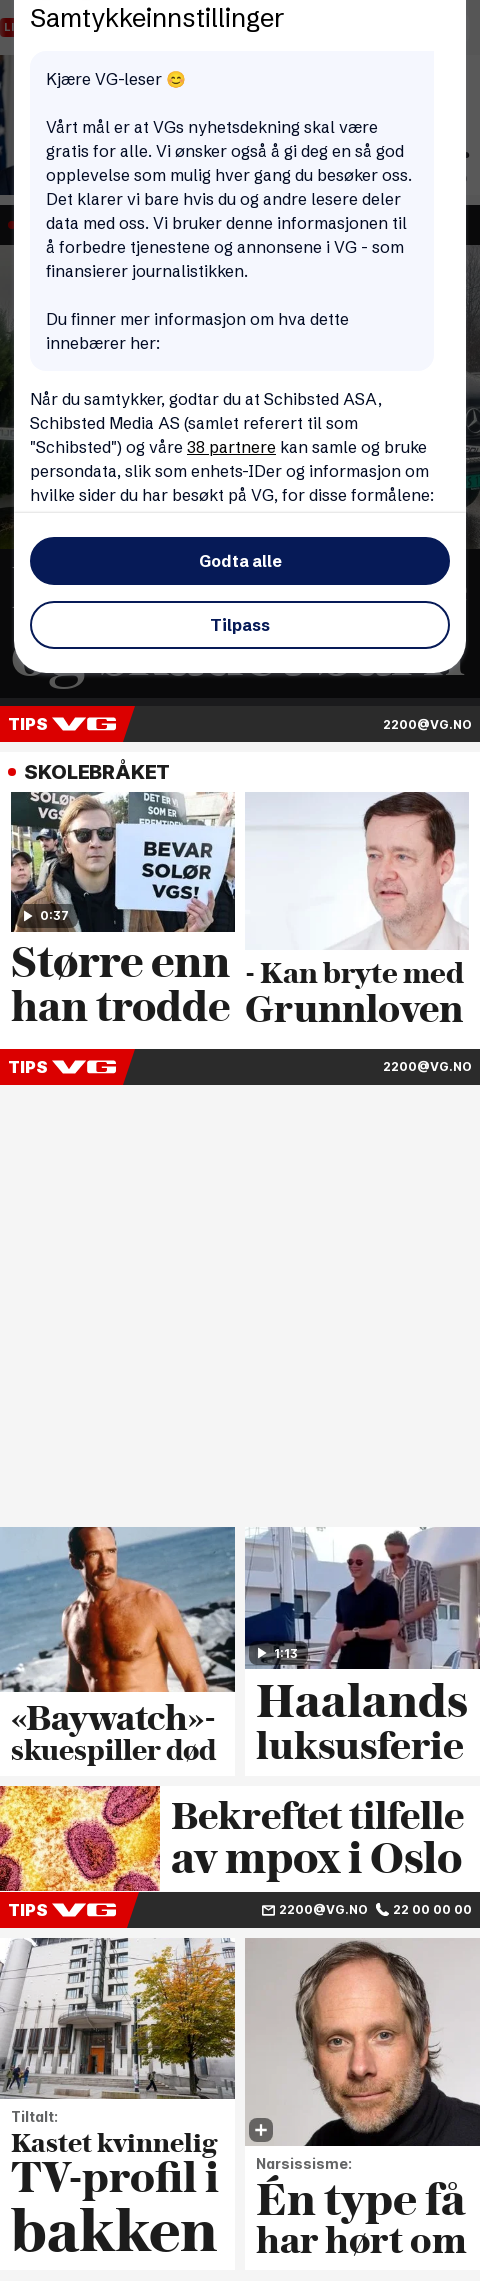 Samtykkeinnstillinger
Kjære VG-leser 😊
Vårt mål er at VGs nyhetsdekning skal være
gratis for alle. Vi ønsker også å gi deg en så god
opplevelse som mulig hver gang du besøker oss.
Det klarer vi bare hvis du og andre lesere deler
data med oss. Vi bruker denne informasjonen til
å forbedre tjenestene og annonsene i VG - som
finansierer journalistikken.
Du finner mer informasjon om hva dette
innebærer her:
Når du samtykker, godtar du at Schibsted ASA,
Schibsted Media AS (samlet referert til som
"Schibsted") og våre 38 partnere kan samle og bruke
persondata, slik som enhets-IDer og informasjon om
hvilke sider du har besøkt på VG, for disse formålene:
Godta alle
Tilpass
TIPS VG 2200@VG.NO
SKOLEBRÅKET
SOLØR
VGS!
DET ER VI
SOM ER
FREMTIDEN
BEVAR
SOLØR
VGS!
0:37
Større enn
han trodde
- Kan bryte med
Grunnloven
TIPS VG 2200@VG.NO
1:13
«Baywatch»-
skuespiller død
Haalands
luksusferie
Bekreftet tilfelle
av mpox i Oslo
TIPS VG 2200@VG.NO 22 00 00 00
Tiltalt:
Kastet kvinnelig
TV-profil i
bakken
Narsissisme:
Én type få
har hørt om